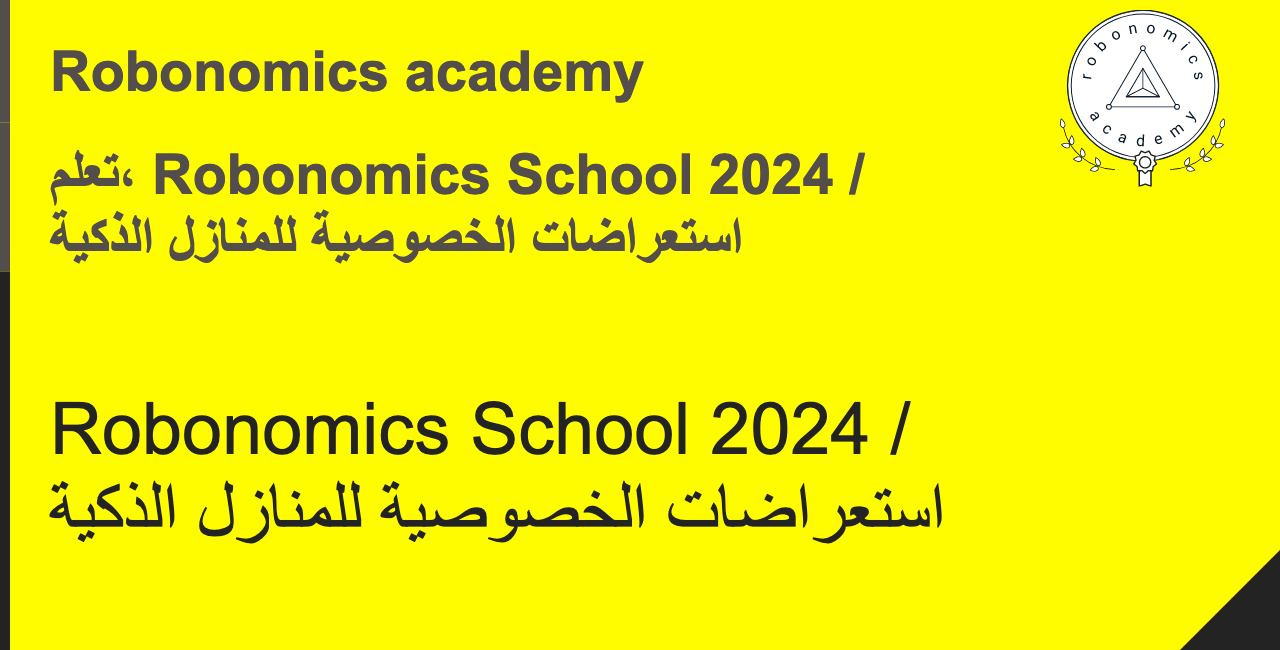 Robonomics academy
تعلم، Robonomics School 2024 /
استعراضات الخصوصية للمنازل الذكية
Robonomics School 2024 /
استعراضات الخصوصية للمنازل الذكية
robonomics
academy